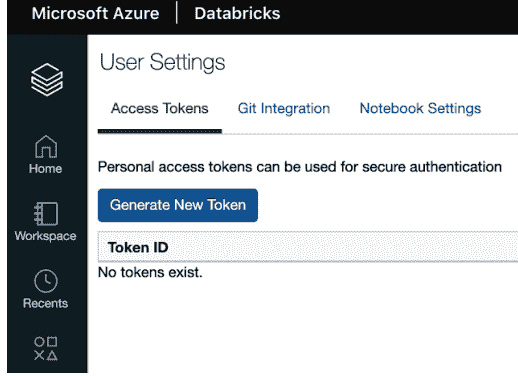 Microsoft Azure | Databricks
User Settings
Access Tokens Git Integration Notebook Settings
Home
Personal access tokens can be used for secure authentication
Generate New Token
Workspace
Token ID
No tokens exist.
Recents